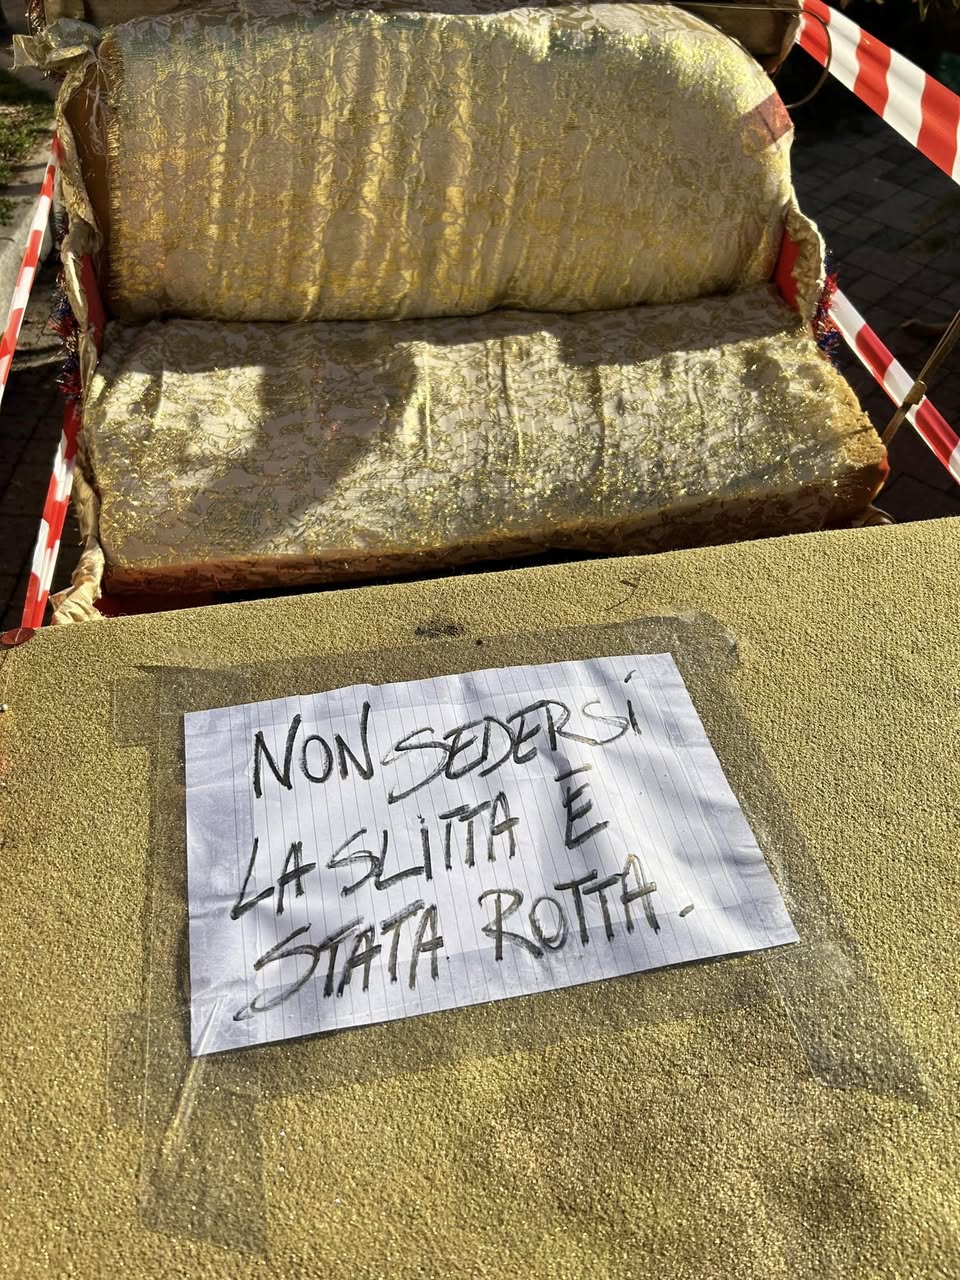 NON SEDERSI
LA SLITTA È
STATA ROTTA.